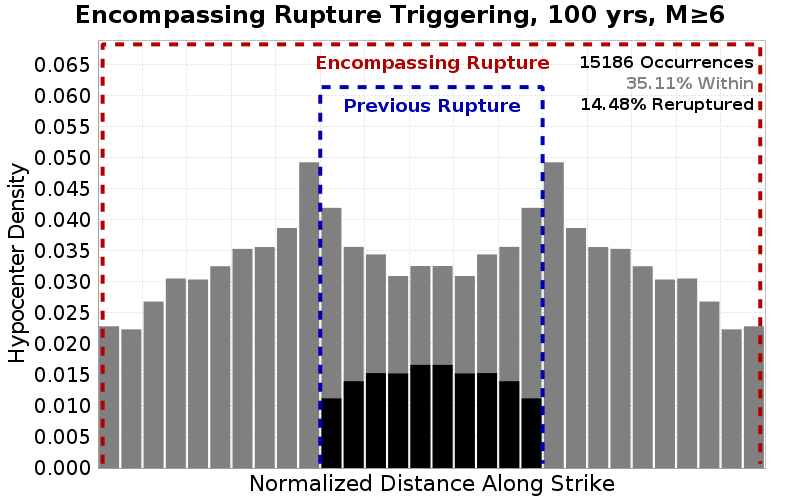 Encompassing Rupture Triggering, 100 yrs, M≥6
Encompassing Rupture
15186 Occurrences
35.11% Within
14.48% Reruptured
Previous Rupture
Hypocenter Density
0.065
0.060
0.055
0.050
0.045
0.040
0.035
0.030
0.025
0.020
0.015
0.010
0.005
0.000
Normalized Distance Along Strike